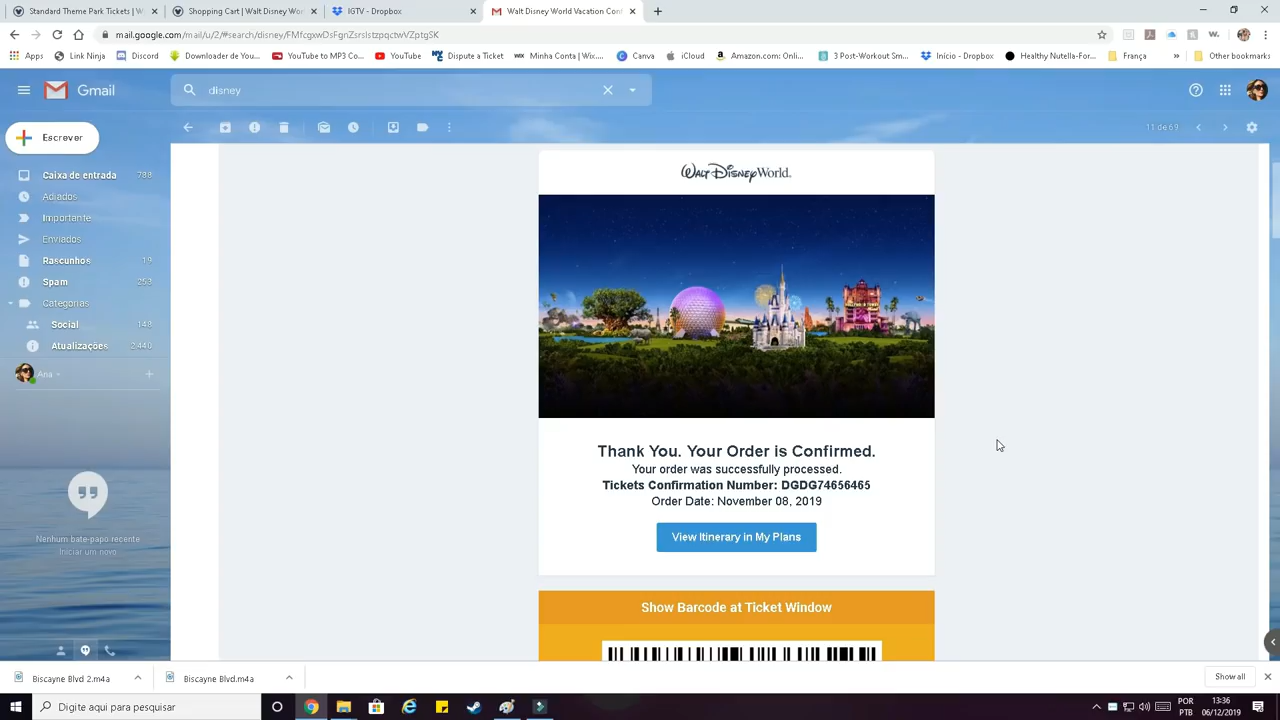 Standard Theme Park Tickets | W
Shopping Cart | Walt Disney Wo
IGTV - Dropbox
Walt Disney World Vacation Con
mail.google.com/mail/u/2/#search/disney/FMfcgxwDsFgnZsrslstzpqctwVZptgSK
Apps
Link Ninja
Discord
Downloader de You...
YouTube to MP3 Co...
YouTube
Dispute a Ticket
Minha Conta | Wix....
Canva
iCloud
Amazon.com: Onli...
3 Post-Workout Sm...
Início - Dropbox
Healthy Nutella-For...
França
»
Other bookmarks
Gmail
disney
Escrever
11 de 69
Caixa de entrada 788
Adiados
Importante
Enviados
Rascunhos 19
Spam 253
Categorias
Social 148
Atualizações 2.440
Ana
Nenhum bate-papo recente
Iniciar um novo
Walt Disney World.
Thank You. Your Order is Confirmed.
Your order was successfully processed.
Tickets Confirmation Number: DGDG74656465
Order Date: November 08, 2019
View Itinerary in My Plans
Show Barcode at Ticket Window
Biscayne Blvd 2.m4a
Biscayne Blvd.m4a
Show all
Digite aqui para pesquisar
POR
PTB
13:36
06/12/2019